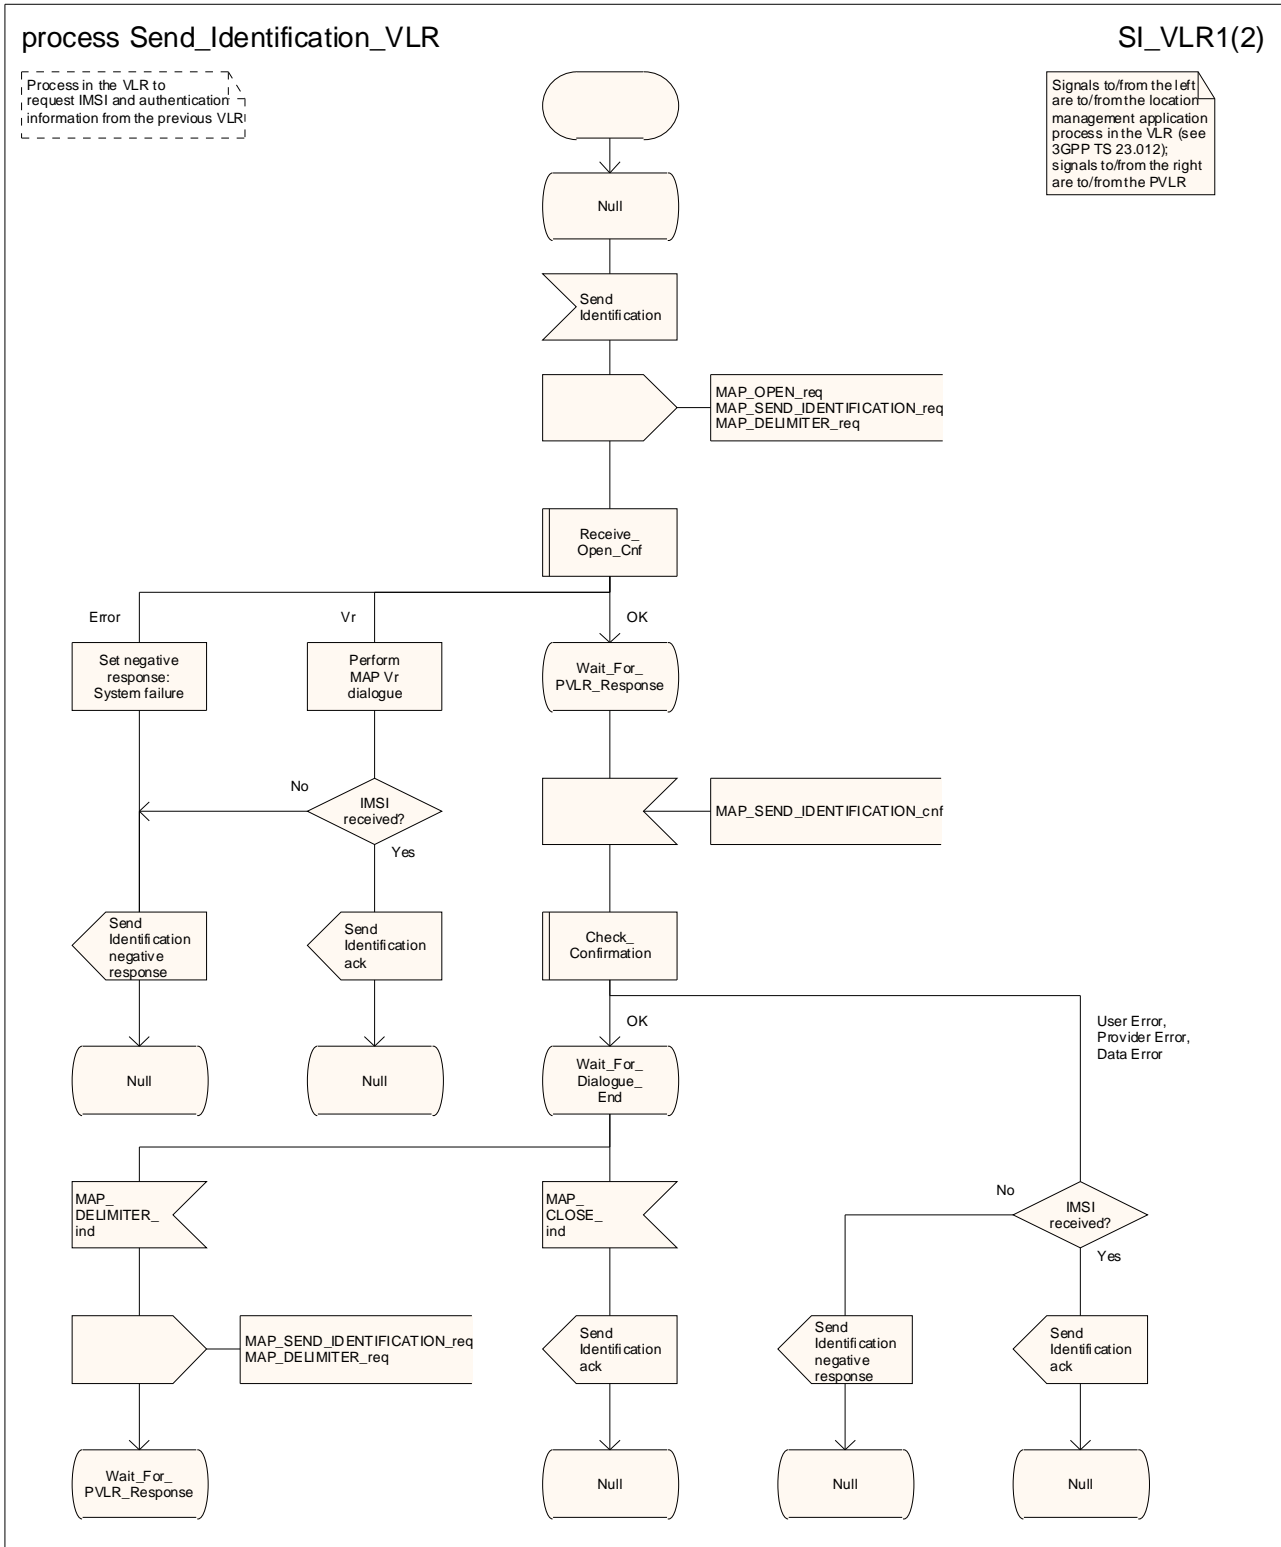 process Send_Identification_VLR
SI_VLR1(2)
Process in the VLR to
request IMSI and authentication
information from the previous VLR
Signals to/from the left
are to/from the location
management application
process in the VLR (see
3GPP TS 23.012);
signals to/from the right
are to/from the PVLR
Null
Send
Identification
MAP_OPEN_req
MAP_SEND_IDENTIFICATION_req
MAP_DELIMITER_req
Receive_
Open_Cnf
Error
Vr
OK
Set negative
response:
System failure
Perform
MAP Vr
dialogue
Wait_For_
PVLR_Response
No
IMSI
received?
Yes
MAP_SEND_IDENTIFICATION_cnf
Send
Identification
negative
response
Send
Identification
ack
Check_
Confirmation
OK
User Error,
Provider Error,
Data Error
Null
Null
Wait_For_
Dialogue_
End
MAP_
DELIMITER_
ind
MAP_
CLOSE_
ind
No
IMSI
received?
Yes
MAP_SEND_IDENTIFICATION_req
MAP_DELIMITER_req
Send
Identification
ack
Send
Identification
negative
response
Send
Identification
ack
Wait_For_
PVLR_Response
Null
Null
Null